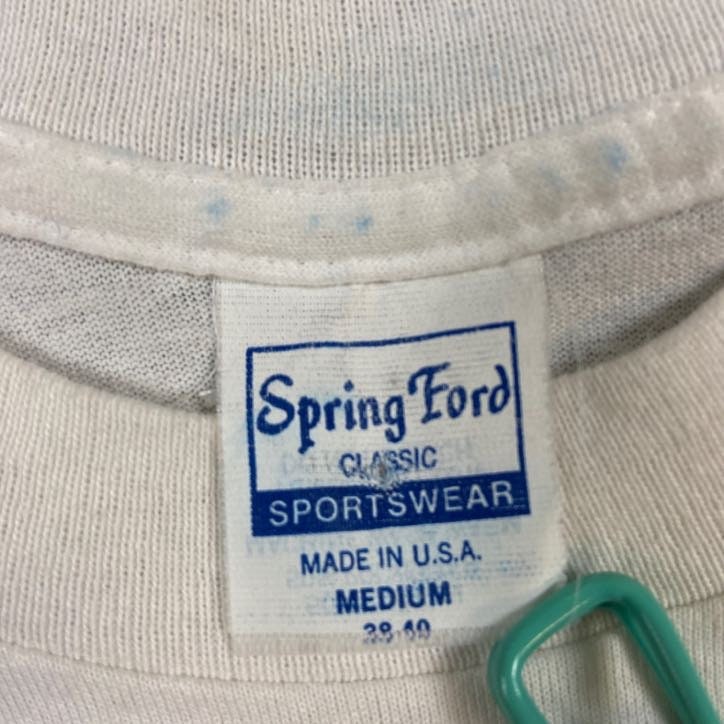 Spring Ford
CLASSIC
SPORTSWEAR
MADE IN U.S.A.
MEDIUM
38-40